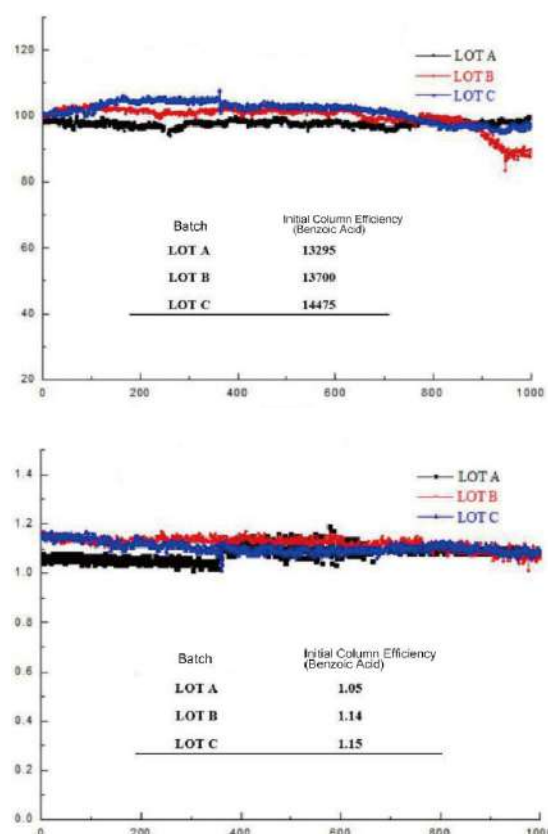 120
100
80
60
40
20
LOT A
LOT B
LOT C
Batch Initial Column Efficiency
(Benzoic Acid)
LOT A 13295
LOT B 13700
LOT C 14475
0 200 400 600 800 1000
1.4
1.2
1.0
0.8
0.6
0.4
0.2
0.0
LOT A
LOT B
LOT C
Batch Initial Column Efficiency
(Benzoic Acid)
LOT A 1.05
LOT B 1.14
LOT C 1.15
0 200 400 600 800 1000